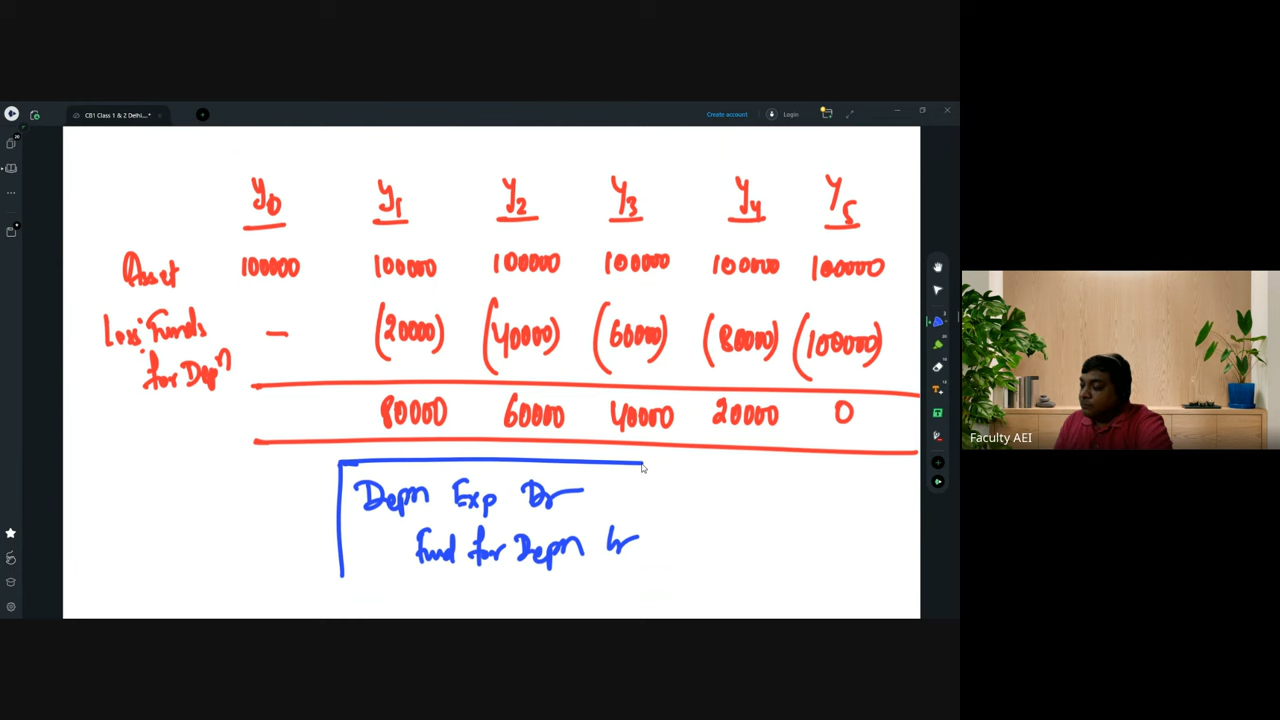 CB1 Class 1 & 2 Delhi...*
Create account
Login
Y0 Y1 Y2 Y3 Y4 Y5
Asset 100000 100000 100000 100000 100000 100000
Less: Funds for Depn — (20000) (40000) (60000) (80000) (100000)
80000 60000 40000 20000 0
Depn Exp Dr
Fund for Depn Cr
Faculty AEI